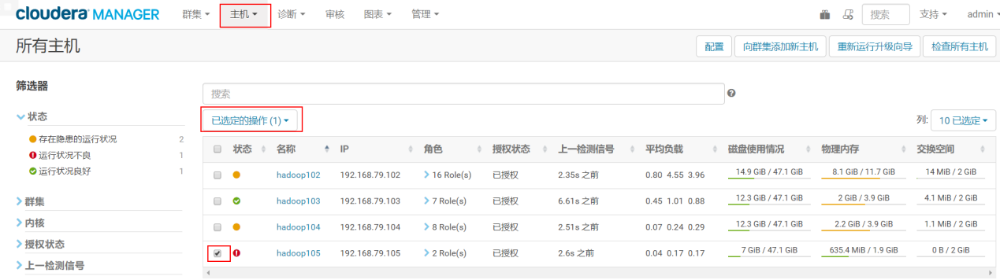 cloudera MANAGER 群集 主机 诊断 审核 图表 管理 搜索 支持 admin
所有主机 配置 向群集添加新主机 重新运行升级向导 检查所有主机
筛选器
搜索
状态 已选定的操作 (1) 列: 10 已选定
存在隐患的运行状况 2
运行状况不良 1
运行状况良好 1
群集
内核
授权状态
上一检测信号
状态 名称 IP 角色 授权状态 上一检测信号 平均负载 磁盘使用情况 物理内存 交换空间
hadoop102 192.168.79.102 16 Role(s) 已授权 2.35s 之前 0.80 4.55 3.96 14.9 GiB / 47.1 GiB 8.1 GiB / 11.7 GiB 14 MiB / 2 GiB
hadoop103 192.168.79.103 7 Role(s) 已授权 6.61s 之前 0.45 1.01 0.88 12.3 GiB / 47.1 GiB 2 GiB / 3.9 GiB 4.1 MiB / 2 GiB
hadoop104 192.168.79.104 8 Role(s) 已授权 2.51s 之前 0.07 0.24 0.29 12.3 GiB / 47.1 GiB 2.2 GiB / 3.9 GiB 1.1 MiB / 2 GiB
hadoop105 192.168.79.105 2 Role(s) 已授权 2.6s 之前 0.04 0.17 0.17 7 GiB / 47.1 GiB 635.4 MiB / 1.9 GiB 0 B / 2 GiB